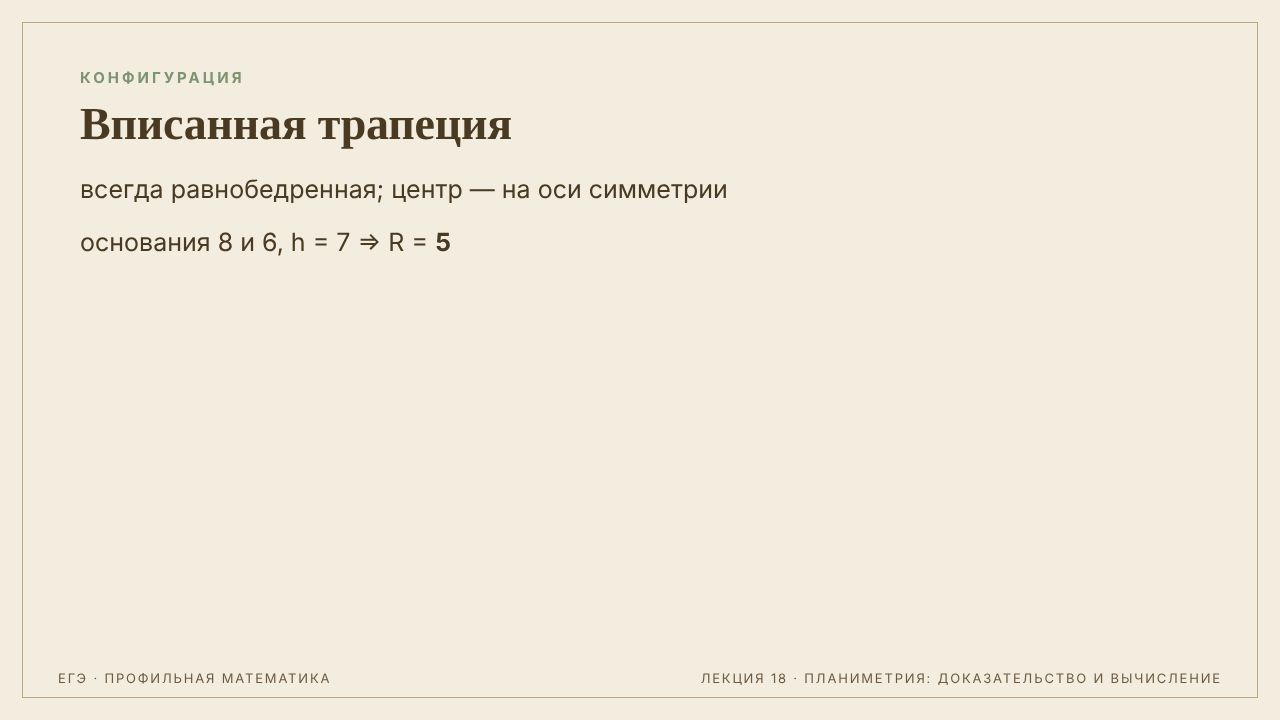 КОНФИГУРАЦИЯ
Вписанная трапеция
всегда равнобедренная; центр — на оси симметрии
основания 8 и 6, h = 7 ⇒ R = 5
ЕГЭ · ПРОФИЛЬНАЯ МАТЕМАТИКА
ЛЕКЦИЯ 18 · ПЛАНИМЕТРИЯ: ДОКАЗАТЕЛЬСТВО И ВЫЧИСЛЕНИЕ